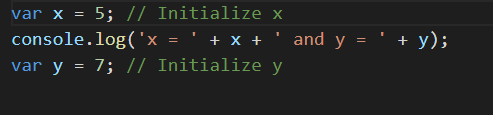 var x = 5; // Initialize x
console.log('x = ' + x + ' and y = ' + y);
var y = 7; // Initialize y